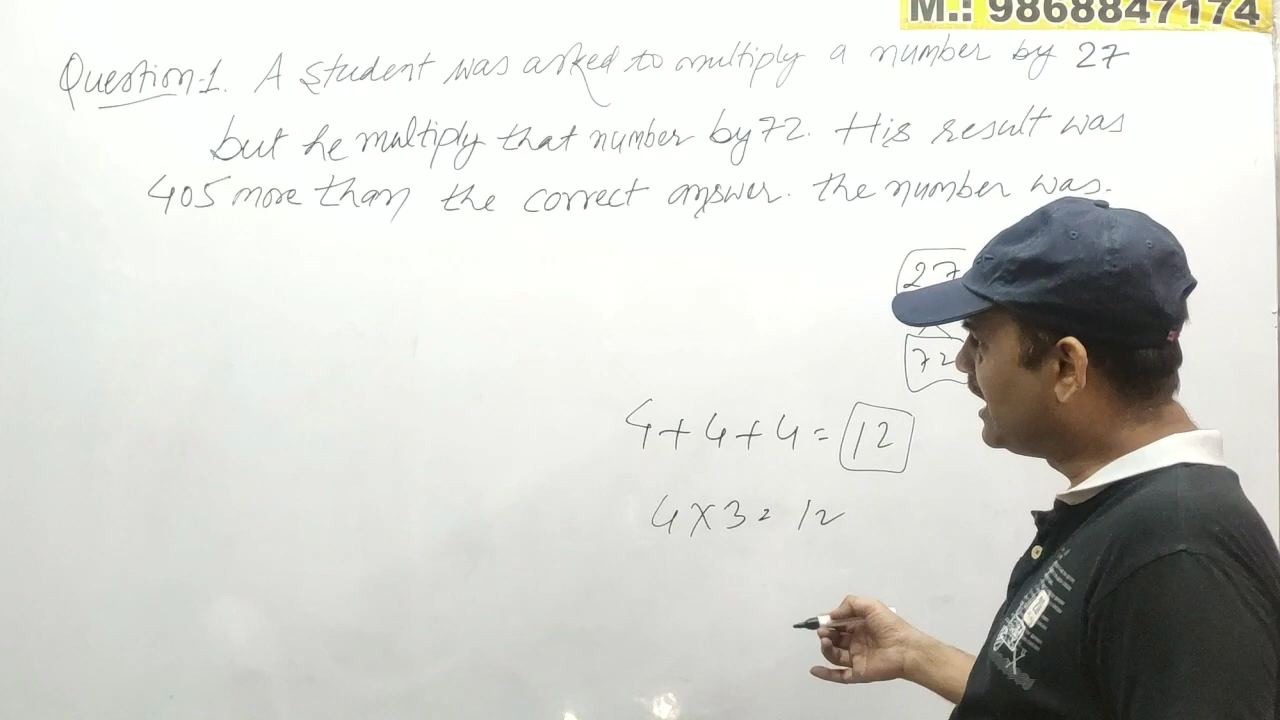 M.: 9868847174
Question-1. A student was asked to multiply a number by 27
but he multiply that number by 72. His result was
405 more than the correct answer. the number was.
27
72
4+4+4=12
4×3=12